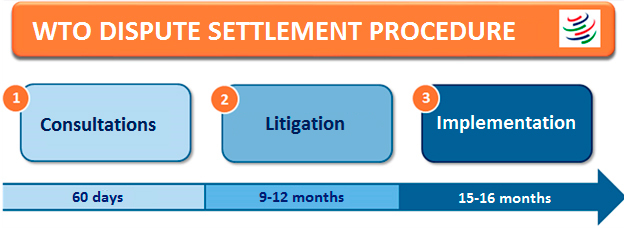 WTO DISPUTE SETTLEMENT PROCEDURE
1 2 3
Consultations Litigation Implementation
60 days 9-12 months 15-16 months